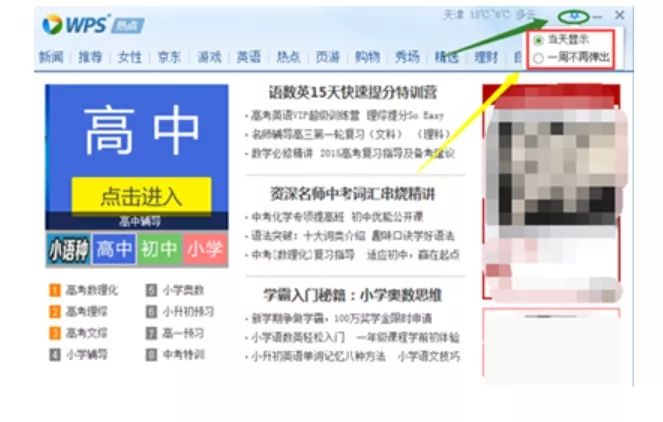 WPS 热点
天津 15℃~6℃ 多云
当天显示
一周不再弹出
新闻 推荐 女性 京东 游戏 英语 热点 页游 购物 秀场 精选 理财
高中
点击进入
高中辅导
小语种 高中 初中 小学
1 高考数理化 5 小学奥数
2 高考理综 6 小升初预习
3 高考文综 7 高一预习
4 小学辅导 8 中考特训
语数英15天快速提分特训营
· 高考英语VIP超级训练营 理综提分So Easy
· 名师辅导高三第一轮复习（文科） （理科）
· 数学必修精讲 2015高考复习指导及备考建议
资深名师中考词汇串烧精讲
· 中考化学专项提高班 初中优能公开课
· 语法突破：十大词类介绍 趣味口诀学好语法
· 中考[数理化]复习指导 适应初中，赢在起点
学霸入门秘籍：小学奥数思维
· 新学期争做学霸，100万奖学金限时申请
· 小学语数英轻松入门 一年级课程学前初体验
· 小升初英语单词记忆八种方法 小学语文技巧